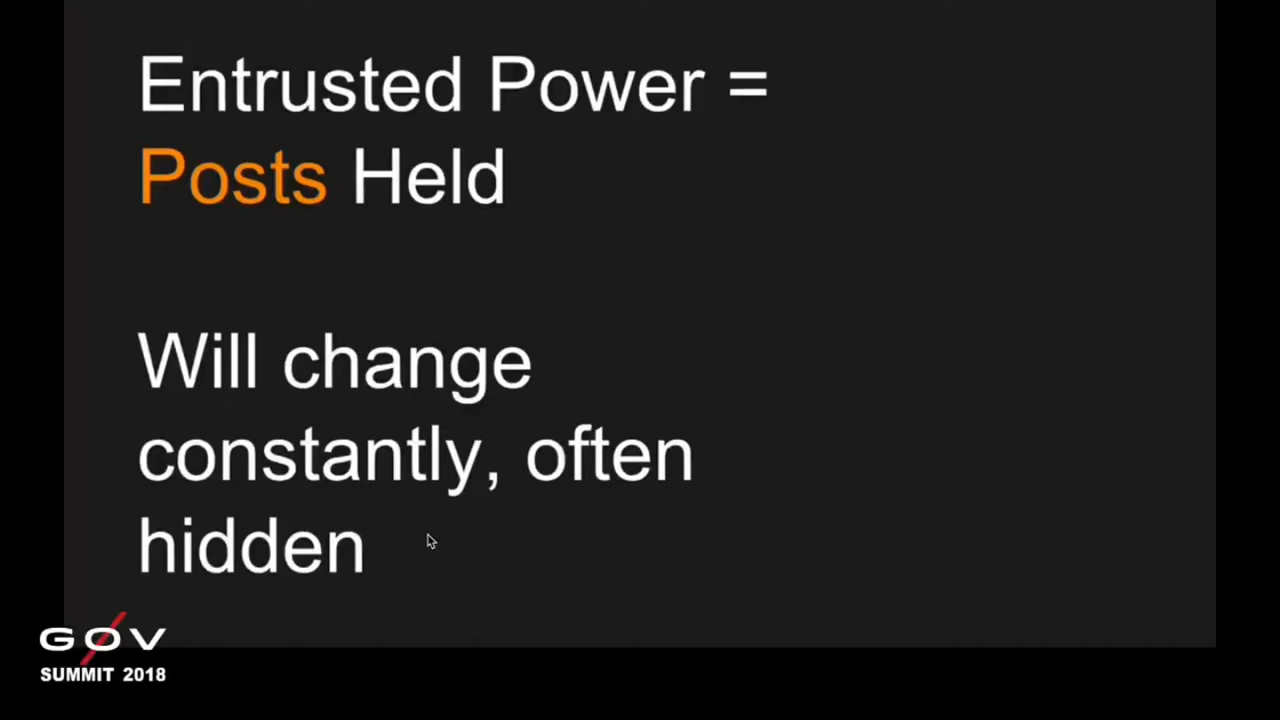 Entrusted Power =
Posts Held
Will change
constantly, often
hidden
GOV
SUMMIT 2018